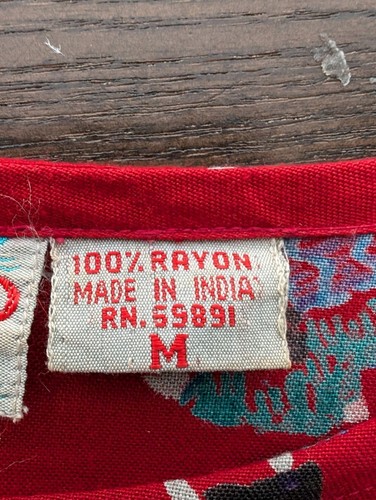 100% RAYON
MADE IN INDIA
RN. 59891
M